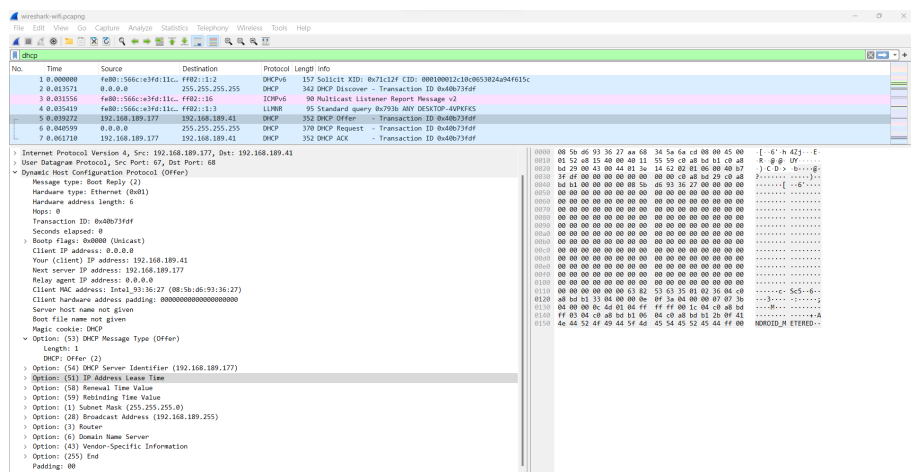 wireshark-wifi.pcapng
File Edit View Go Capture Analyze Statistics Telephony Wireless Tools Help
dhcp
No. Time Source Destination Protocol Lengtl Info
1 0.000000 fe80::566c:e3fd:11c… ff02::1:2 DHCPv6 157 Solicit XID: 0x71c12f CID: 000100012c10c0653024a94f615c
2 0.013571 0.0.0.0 255.255.255.255 DHCP 342 DHCP Discover - Transaction ID 0x40b73fdf
3 0.031556 fe80::566c:e3fd:11c… ff02::16 ICMPv6 90 Multicast Listener Report Message v2
4 0.035419 fe80::566c:e3fd:11c… ff02::1:3 LLMNR 95 Standard query 0x793b ANY DESKTOP-4VPKFKS
5 0.039272 192.168.189.177 192.168.189.41 DHCP 352 DHCP Offer - Transaction ID 0x40b73fdf
6 0.040599 0.0.0.0 255.255.255.255 DHCP 370 DHCP Request - Transaction ID 0x40b73fdf
7 0.061710 192.168.189.177 192.168.189.41 DHCP 352 DHCP ACK - Transaction ID 0x40b73fdf
Internet Protocol Version 4, Src: 192.168.189.177, Dst: 192.168.189.41
User Datagram Protocol, Src Port: 67, Dst Port: 68
Dynamic Host Configuration Protocol (Offer)
Message type: Boot Reply (2)
Hardware type: Ethernet (0x01)
Hardware address length: 6
Hops: 0
Transaction ID: 0x40b73fdf
Seconds elapsed: 0
Bootp flags: 0x0000 (Unicast)
Client IP address: 0.0.0.0
Your (client) IP address: 192.168.189.41
Next server IP address: 192.168.189.177
Relay agent IP address: 0.0.0.0
Client MAC address: Intel_93:36:27 (08:5b:d6:93:36:27)
Client hardware address padding: 00000000000000000000
Server host name not given
Boot file name not given
Magic cookie: DHCP
Option: (53) DHCP Message Type (Offer)
Length: 1
DHCP: Offer (2)
Option: (54) DHCP Server Identifier (192.168.189.177)
Option: (51) IP Address Lease Time
Option: (58) Renewal Time Value
Option: (59) Rebinding Time Value
Option: (1) Subnet Mask (255.255.255.0)
Option: (28) Broadcast Address (192.168.189.255)
Option: (3) Router
Option: (6) Domain Name Server
Option: (43) Vendor-Specific Information
Option: (255) End
Padding: 00
0000 08 5b d6 93 36 27 aa 68 34 5a 6a cd 08 00 45 00 ·[··6'·h 4Zj···E·
0010 01 52 e8 15 40 00 40 11 55 59 c0 a8 bd b1 c0 a8 ·R··@·@· UY······
0020 bd 29 00 43 00 44 01 3e 14 62 02 01 06 00 40 b7 ·)·C·D·> ·b····@·
0030 3f df 00 00 00 00 00 00 00 00 c0 a8 bd 29 c0 a8 ?······· ·····)··
0040 bd b1 00 00 00 00 08 5b d6 93 36 27 00 00 00 00 ·······[ ··6'····
0050 00 00 00 00 00 00 00 00 00 00 00 00 00 00 00 00 ········ ········
0060 00 00 00 00 00 00 00 00 00 00 00 00 00 00 00 00 ········ ········
0070 00 00 00 00 00 00 00 00 00 00 00 00 00 00 00 00 ········ ········
0080 00 00 00 00 00 00 00 00 00 00 00 00 00 00 00 00 ········ ········
0090 00 00 00 00 00 00 00 00 00 00 00 00 00 00 00 00 ········ ········
00a0 00 00 00 00 00 00 00 00 00 00 00 00 00 00 00 00 ········ ········
00b0 00 00 00 00 00 00 00 00 00 00 00 00 00 00 00 00 ········ ········
00c0 00 00 00 00 00 00 00 00 00 00 00 00 00 00 00 00 ········ ········
00d0 00 00 00 00 00 00 00 00 00 00 00 00 00 00 00 00 ········ ········
00e0 00 00 00 00 00 00 00 00 00 00 00 00 00 00 00 00 ········ ········
00f0 00 00 00 00 00 00 00 00 00 00 00 00 00 00 00 00 ········ ········
0100 00 00 00 00 00 00 00 00 00 00 00 00 00 00 00 00 ········ ········
0110 00 00 00 00 00 00 63 82 53 63 35 01 02 36 04 c0 ······c· Sc5··6··
0120 a8 bd b1 33 04 00 00 0e 0f 3a 04 00 00 07 07 3b ···3···· ·:·····;
0130 04 00 00 0c 4d 01 04 ff ff ff 00 1c 04 c0 a8 bd ····M··· ········
0140 ff 03 04 c0 a8 bd b1 06 04 c0 a8 bd b1 2b 0f 41 ········ ·····+·A
0150 4e 44 52 4f 49 44 5f 4d 45 54 45 52 45 44 ff 00 NDROID_M ETERED··